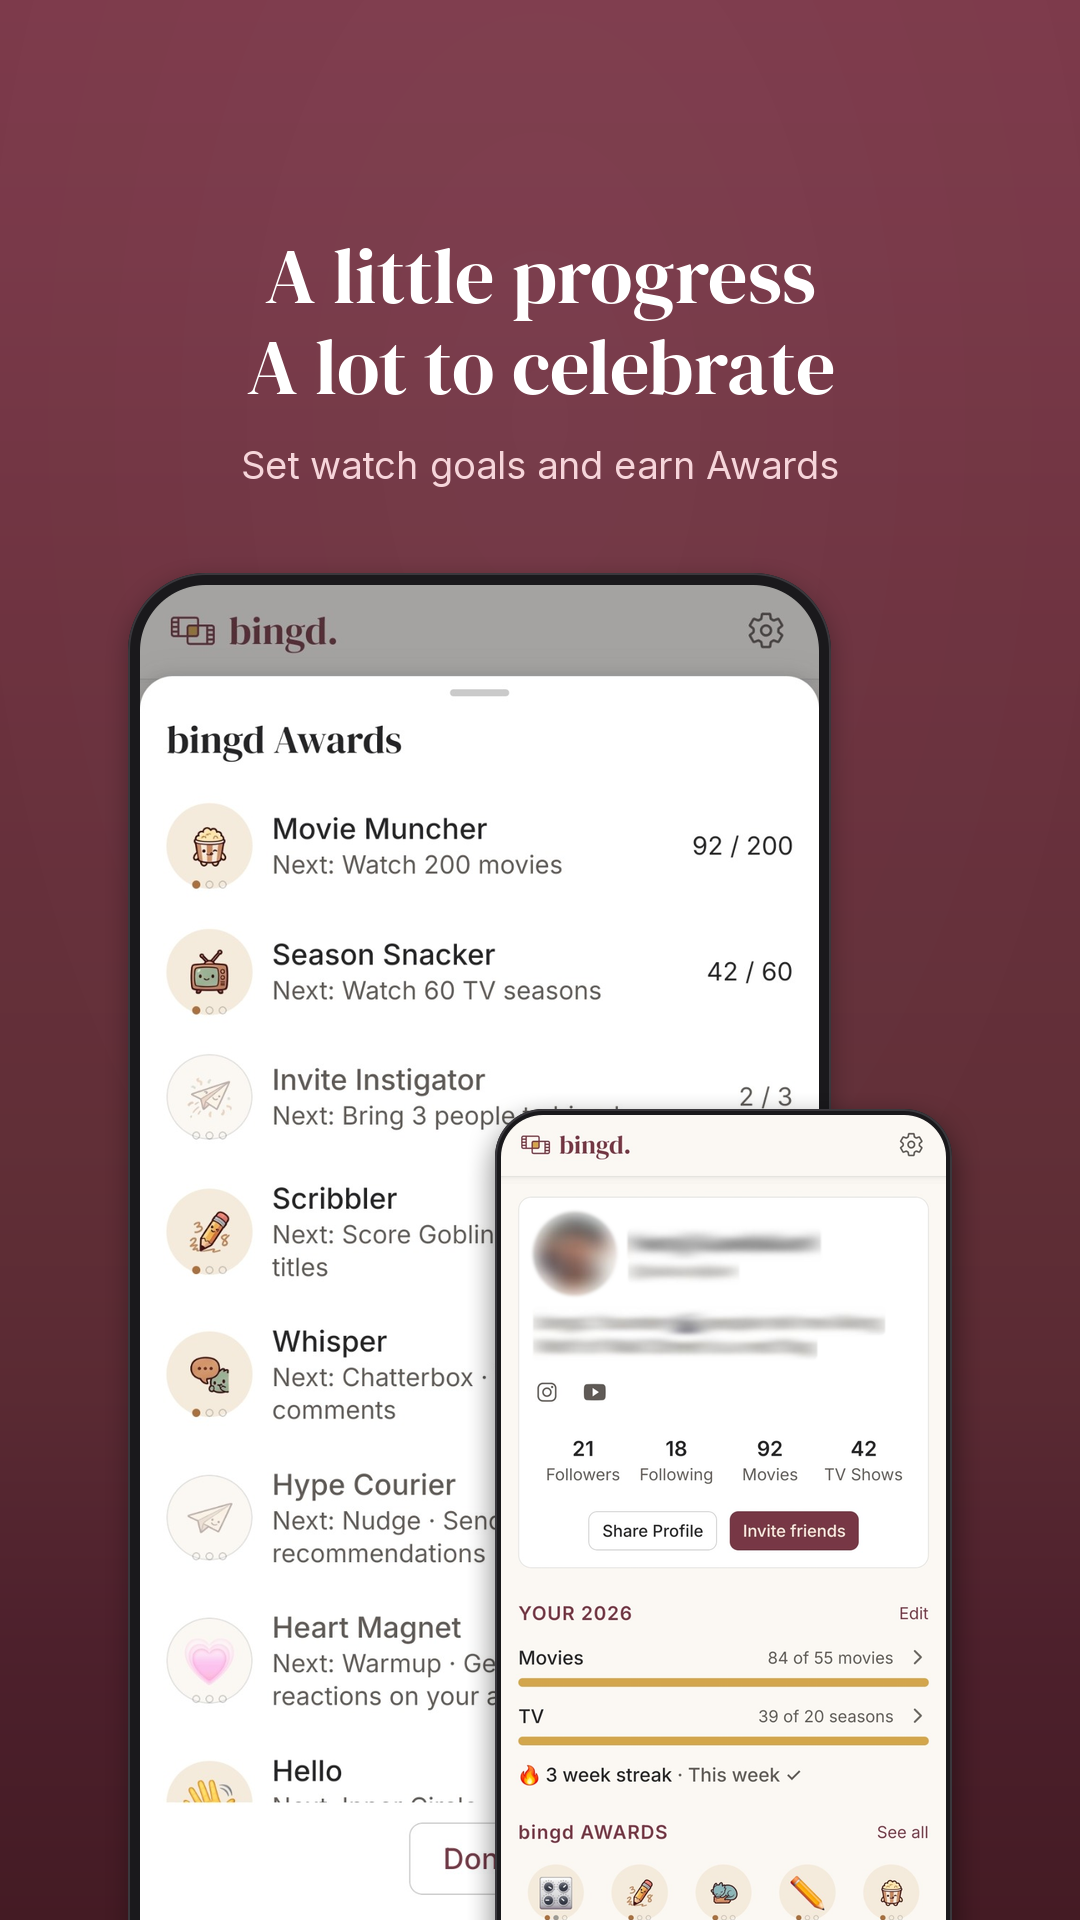 A little progress
A lot to celebrate
Set watch goals and earn Awards
bingd.
bingd Awards
Movie Muncher
Next: Watch 200 movies
92 / 200
Season Snacker
Next: Watch 60 TV seasons
42 / 60
Invite Instigator
Next: Bring 3 people
2 / 3
Scribbler
Next: Score Goblin
titles
Whisper
Next: Chatterbox ·
comments
Hype Courier
Next: Nudge · Send
recommendations
Heart Magnet
Next: Warmup · Ge
reactions on your
Hello
Next: Inner Circle
Don
bingd.
21
Followers
18
Following
92
Movies
42
TV Shows
Share Profile
Invite friends
YOUR 2026
Edit
Movies
84 of 55 movies
TV
39 of 20 seasons
3 week streak · This week ✓
bingd AWARDS
See all